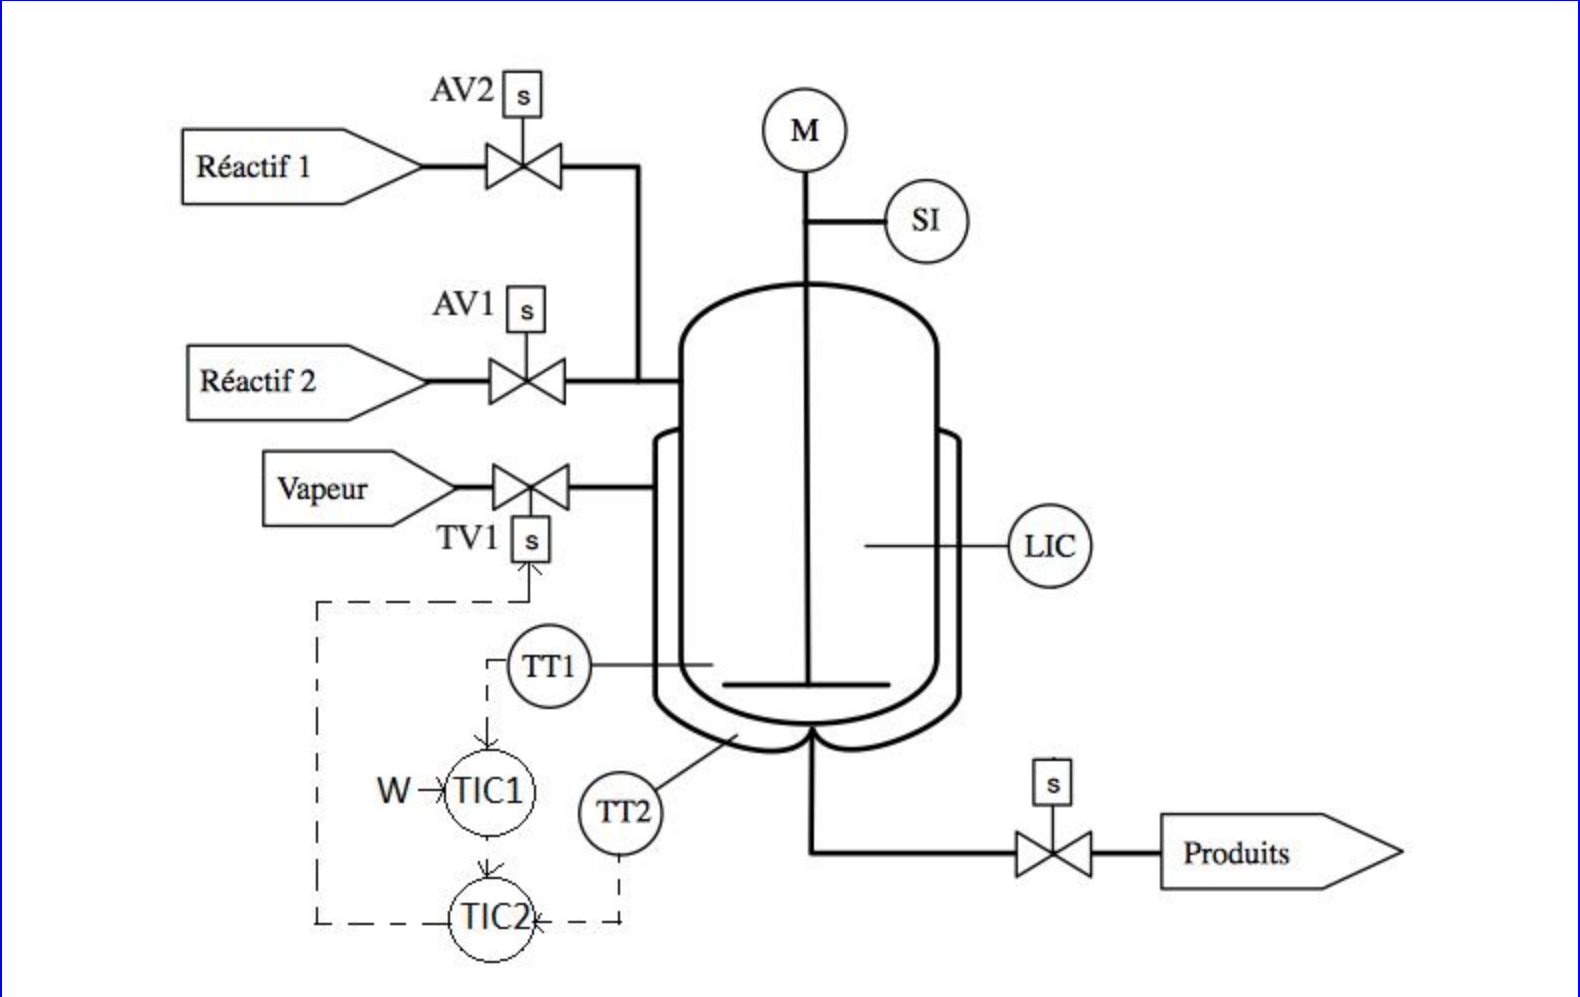 AV2
s
M
Réactif 1
SI
AV1
s
Réactif 2
Vapeur
TV1
s
LIC
TT1
W
TIC1
TT2
s
Produits
TIC2